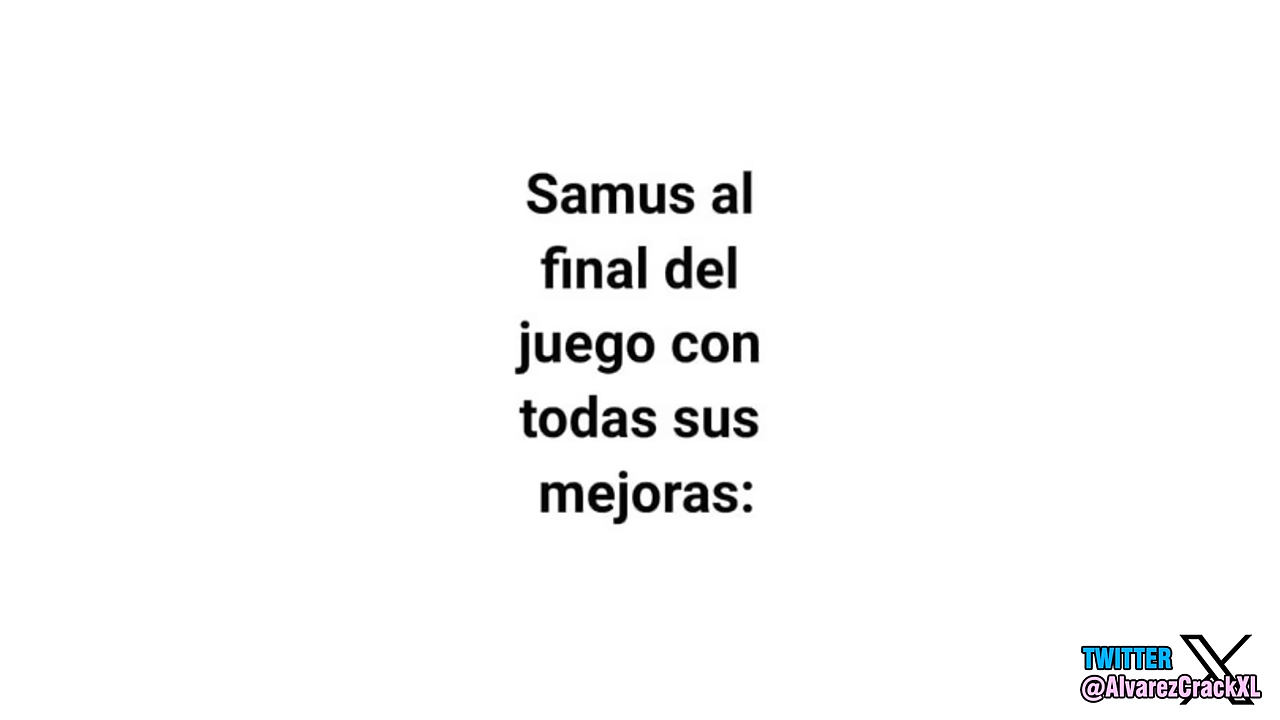 Samus al
final del
juego con
todas sus
mejoras:
TWITTER
@AlvarezCrackXL